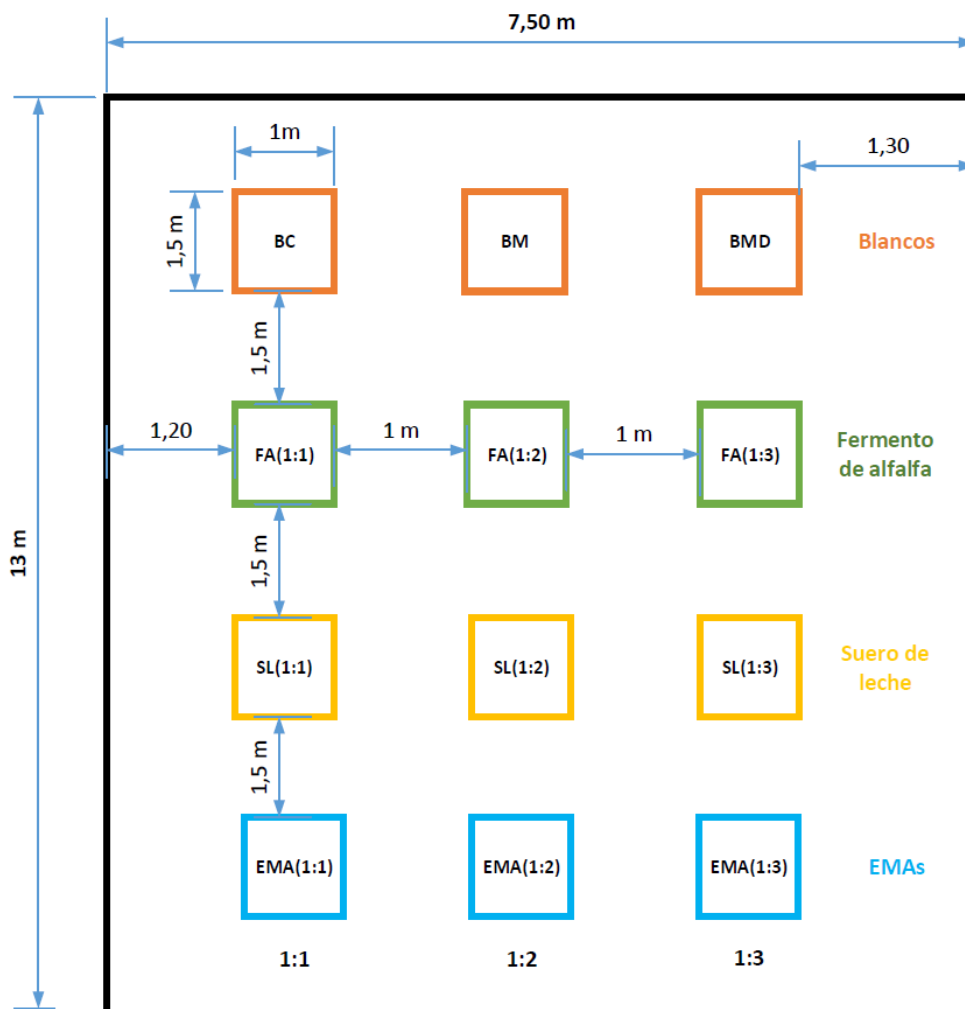 7,50 m
1m
1,30
1,5 m
BC
BM
BMD
Blancos
1,5 m
1,20
FA(1:1)
1 m
FA(1:2)
1 m
FA(1:3)
Fermento
de alfalfa
13 m
1,5 m
SL(1:1)
SL(1:2)
SL(1:3)
Suero de
leche
1,5 m
EMA(1:1)
EMA(1:2)
EMA(1:3)
EMAs
1:1
1:2
1:3